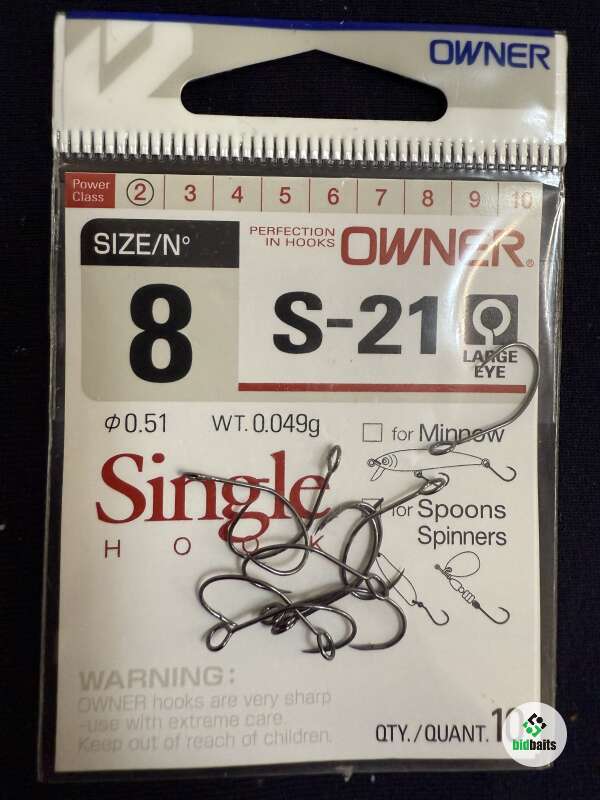 OWNER
Power Class ② 3 4 5 6 7 8 9 10
SIZE/N°
8
PERFECTION
IN HOOKS
OWNER®
S-21
LARGE
EYE
φ0.51 WT. 0.049g
for Minnow
Single
HOOK
for Spoons
Spinners
WARNING:
OWNER hooks are very sharp
-use with extreme care.
Keep out of reach of children.
QTY./QUANT.
bidbaits